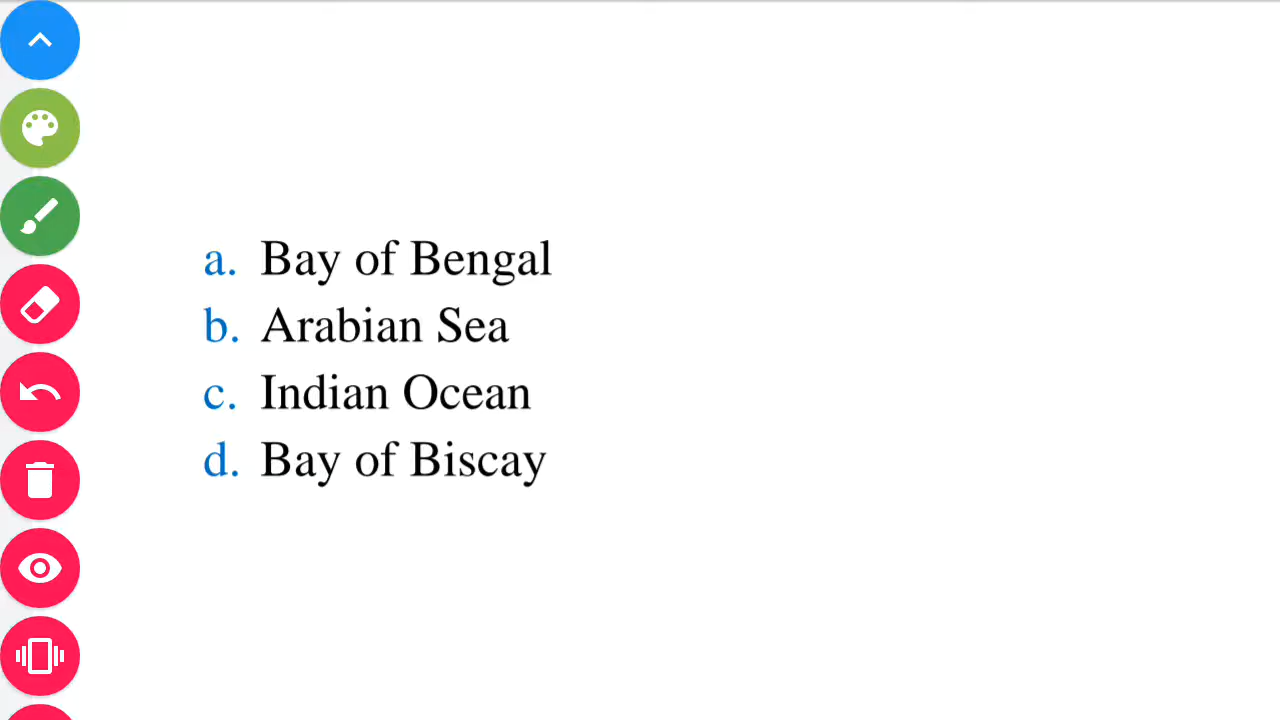 a. Bay of Bengal
b. Arabian Sea
c. Indian Ocean
d. Bay of Biscay